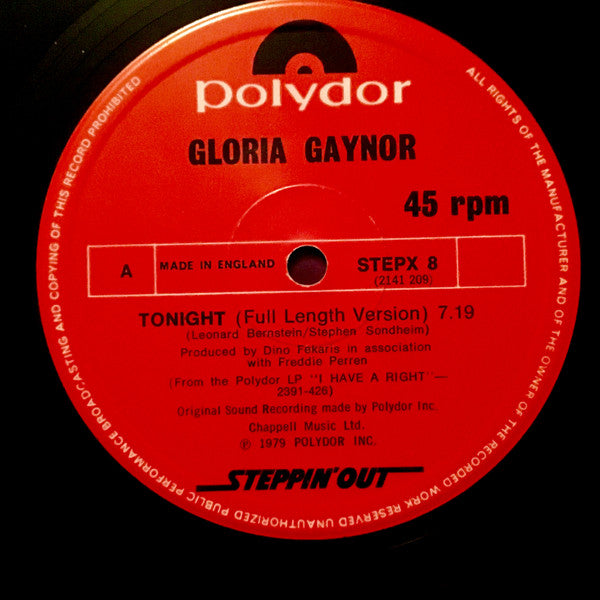 polydor
GLORIA GAYNOR
45 rpm
A
MADE IN ENGLAND
STEPX 8
(2141 209)
TONIGHT (Full Length Version) 7.19
(Leonard Bernstein/Stephen Sondheim)
Produced by Dino Fekaris in association
with Freddie Perren
(From the Polydor LP "I HAVE A RIGHT'—
2391-426)
Original Sound Recording made by Polydor Inc.
Chappell Music Ltd.
℗ 1979 POLYDOR INC.
STEPPIN' OUT
ALL RIGHTS OF THE MANUFACTURER AND OF THE OWNER OF THE RECORDED WORK RESERVED UNAUTHORIZED PUBLIC PERFORMANCE BROADCASTING AND COPYING OF THIS RECORD PROHIBITED